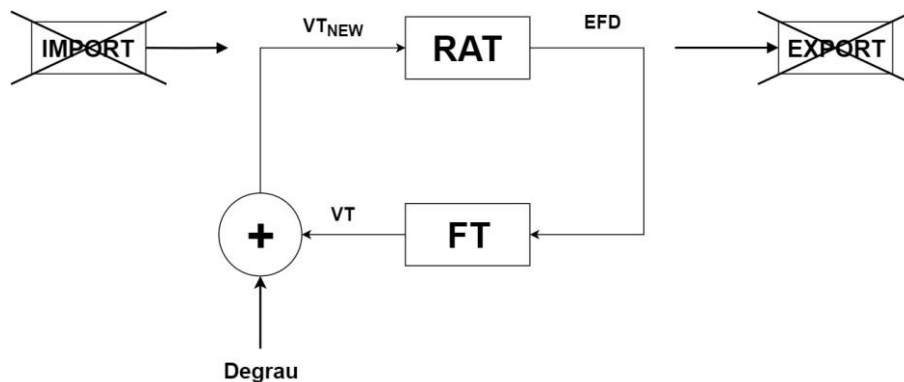 IMPORT
VT_NEW
RAT
EFD
EXPORT
+
VT
FT
Degrau